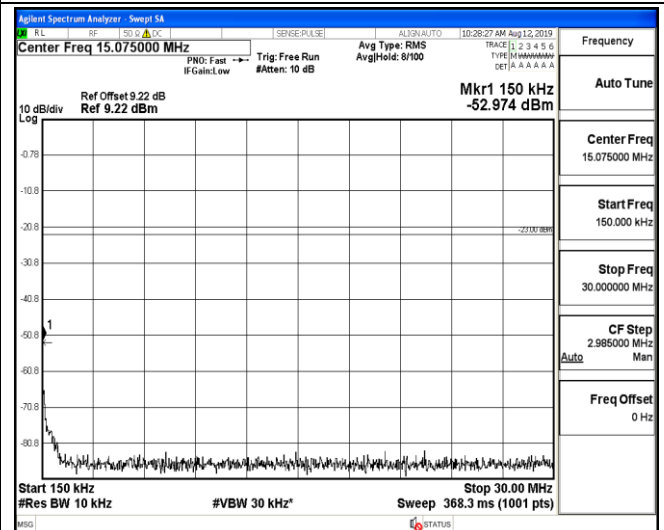 Agilent Spectrum Analyzer - Swept SA
RL RF 50 Ω DC SENSE:PULSE ALIGN AUTO 10:28:27 AM Aug 12, 2019
Center Freq 15.075000 MHz
PNO: Fast
IFGain:Low
Trig: Free Run
#Atten: 10 dB
Avg Type: RMS
Avg|Hold: 8/100
TRACE 1 2 3 4 5 6
TYPE M
DET A A A A A A
Frequency
Auto Tune
Mkr1 150 kHz
-52.974 dBm
Ref Offset 9.22 dB
10 dB/div Ref 9.22 dBm
Log
-0.78
-10.8
-20.8
-23.00 dBm
-30.8
-40.8
1
-50.8
-60.8
-70.8
-80.8
Center Freq
15.075000 MHz
Start Freq
150.000 kHz
Stop Freq
30.000000 MHz
CF Step
2.985000 MHz
Auto Man
Freq Offset
0 Hz
Start 150 kHz Stop 30.00 MHz
#Res BW 10 kHz #VBW 30 kHz* Sweep 368.3 ms (1001 pts)
MSG STATUS